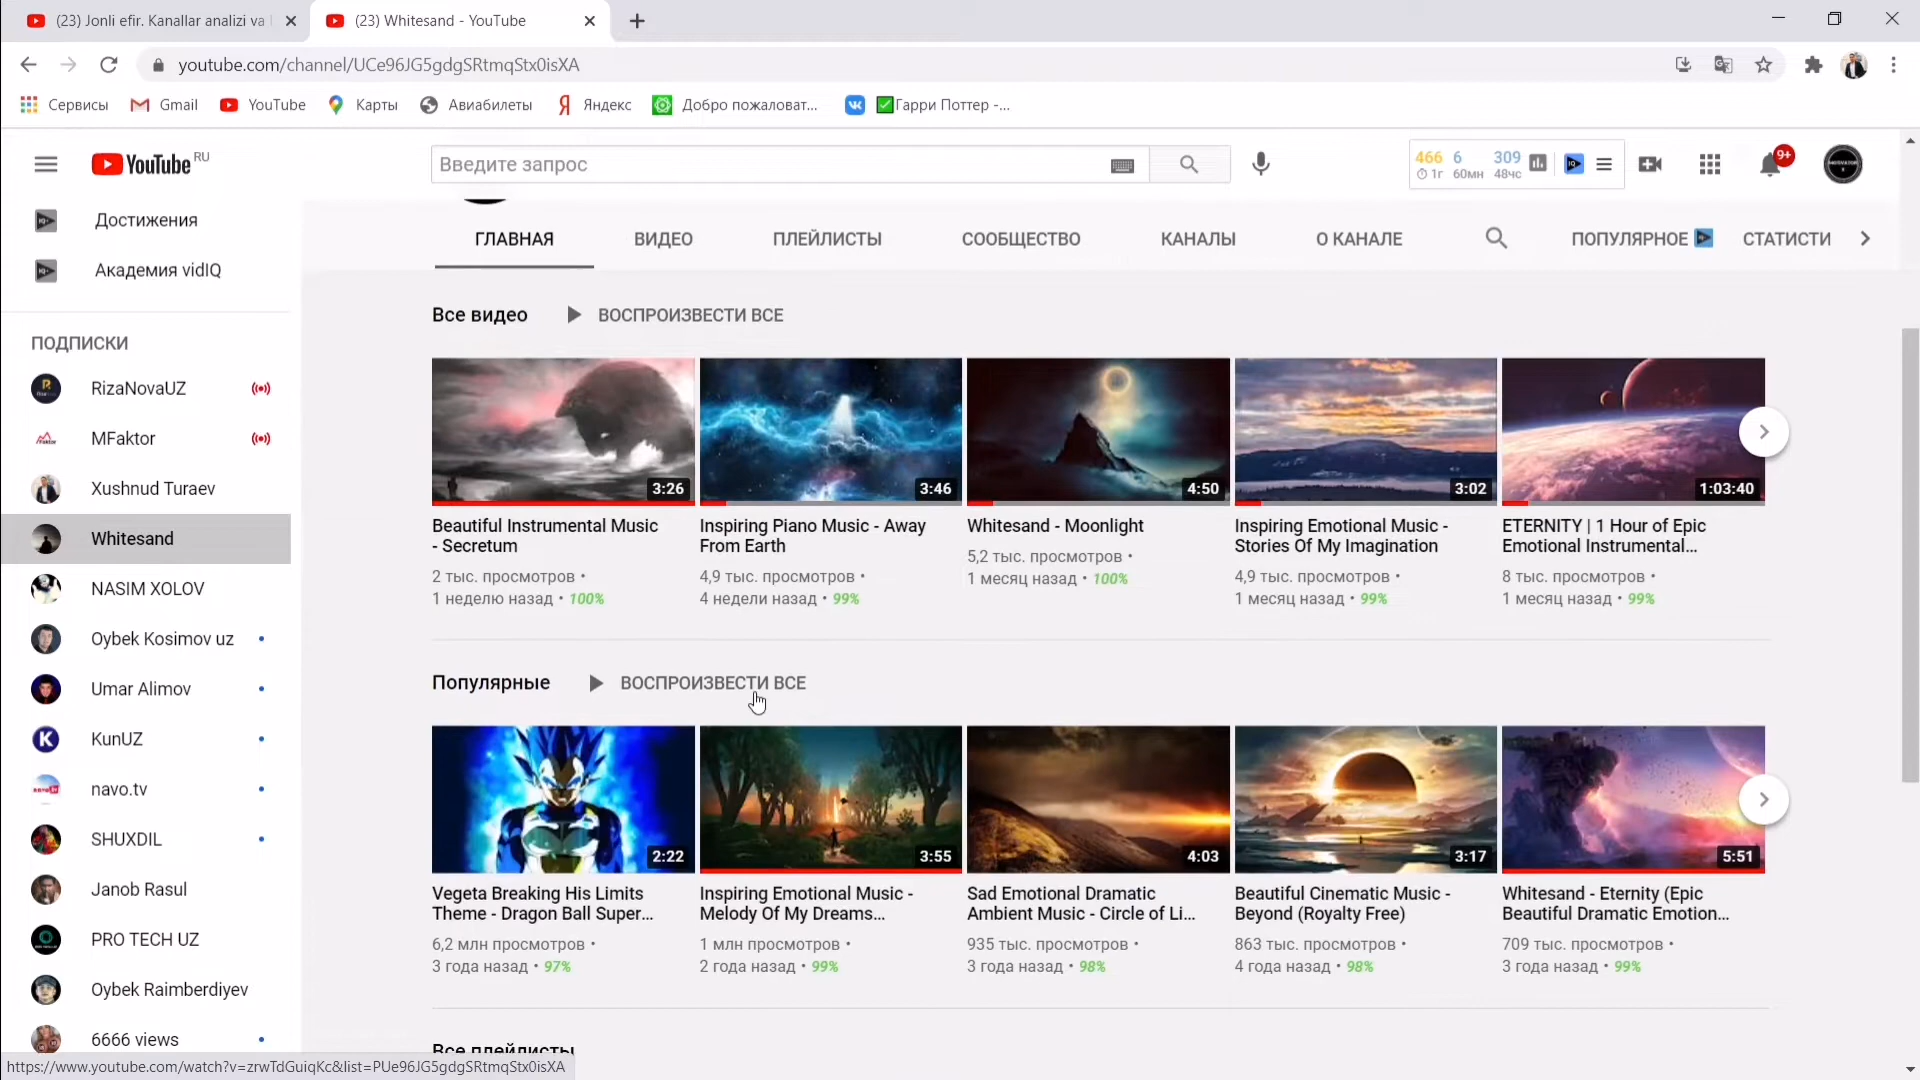 (23) Jonli efir. Kanallar analizi va
(23) Whitesand - YouTube
youtube.com/channel/UCe96JG5gdgSRtmqStx0isXA
Сервисы
Gmail
YouTube
Карты
Авиабилеты
Яндекс
Добро пожаловат...
Гарри Поттер -...
YouTube RU
Введите запрос
466 6 309
1г 60мн 48чс
9+
Достижения
Академия vidIQ
ПОДПИСКИ
RizaNovaUZ
MFaktor
Xushnud Turaev
Whitesand
NASIM XOLOV
Oybek Kosimov uz
Umar Alimov
KunUZ
navo.tv
SHUXDIL
Janob Rasul
PRO TECH UZ
Oybek Raimberdiyev
6666 views
ГЛАВНАЯ
ВИДЕО
ПЛЕЙЛИСТЫ
СООБЩЕСТВО
КАНАЛЫ
О КАНАЛЕ
ПОПУЛЯРНОЕ
СТАТИСТИ
Все видео
ВОСПРОИЗВЕСТИ ВСЕ
3:26
Beautiful Instrumental Music
- Secretum
2 тыс. просмотров •
1 неделю назад • 100%
3:46
Inspiring Piano Music - Away
From Earth
4,9 тыс. просмотров •
4 недели назад • 99%
4:50
Whitesand - Moonlight
5,2 тыс. просмотров •
1 месяц назад • 100%
3:02
Inspiring Emotional Music -
Stories Of My Imagination
4,9 тыс. просмотров •
1 месяц назад • 99%
1:03:40
ETERNITY | 1 Hour of Epic
Emotional Instrumental...
8 тыс. просмотров •
1 месяц назад • 99%
Популярные
ВОСПРОИЗВЕСТИ ВСЕ
2:22
Vegeta Breaking His Limits
Theme - Dragon Ball Super...
6,2 млн просмотров •
3 года назад • 97%
3:55
Inspiring Emotional Music -
Melody Of My Dreams...
1 млн просмотров •
2 года назад • 99%
4:03
Sad Emotional Dramatic
Ambient Music - Circle of Li...
935 тыс. просмотров •
3 года назад • 98%
3:17
Beautiful Cinematic Music -
Beyond (Royalty Free)
863 тыс. просмотров •
4 года назад • 98%
5:51
Whitesand - Eternity (Epic
Beautiful Dramatic Emotion...
709 тыс. просмотров •
3 года назад • 99%
Все плейлисты
https://www.youtube.com/watch?v=zrwTdGuiqKc&list=PUe96JG5gdgSRtmqStx0isXA